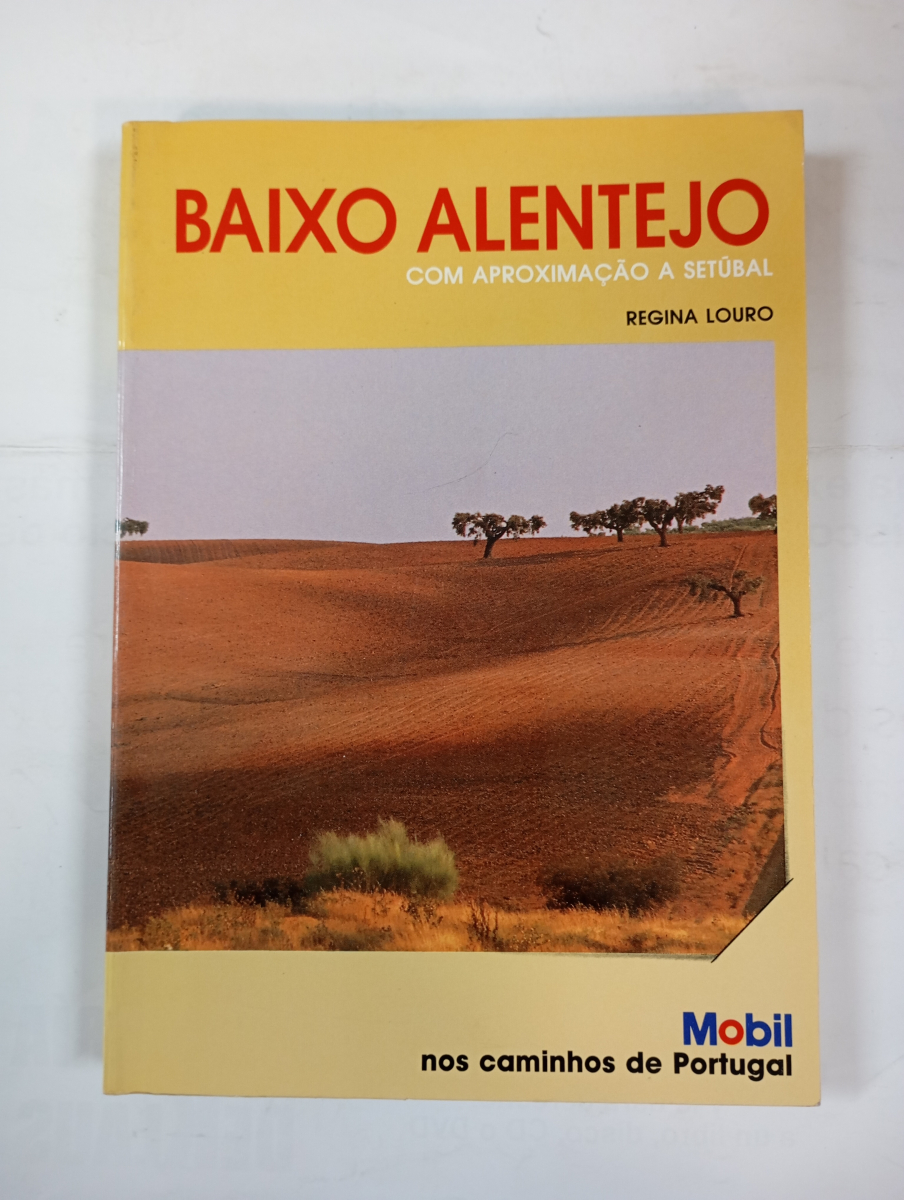 BAIXO ALENTEJO
COM APROXIMAÇÃO A SETÚBAL
REGINA LOURO
Mobil
nos caminhos de Portugal